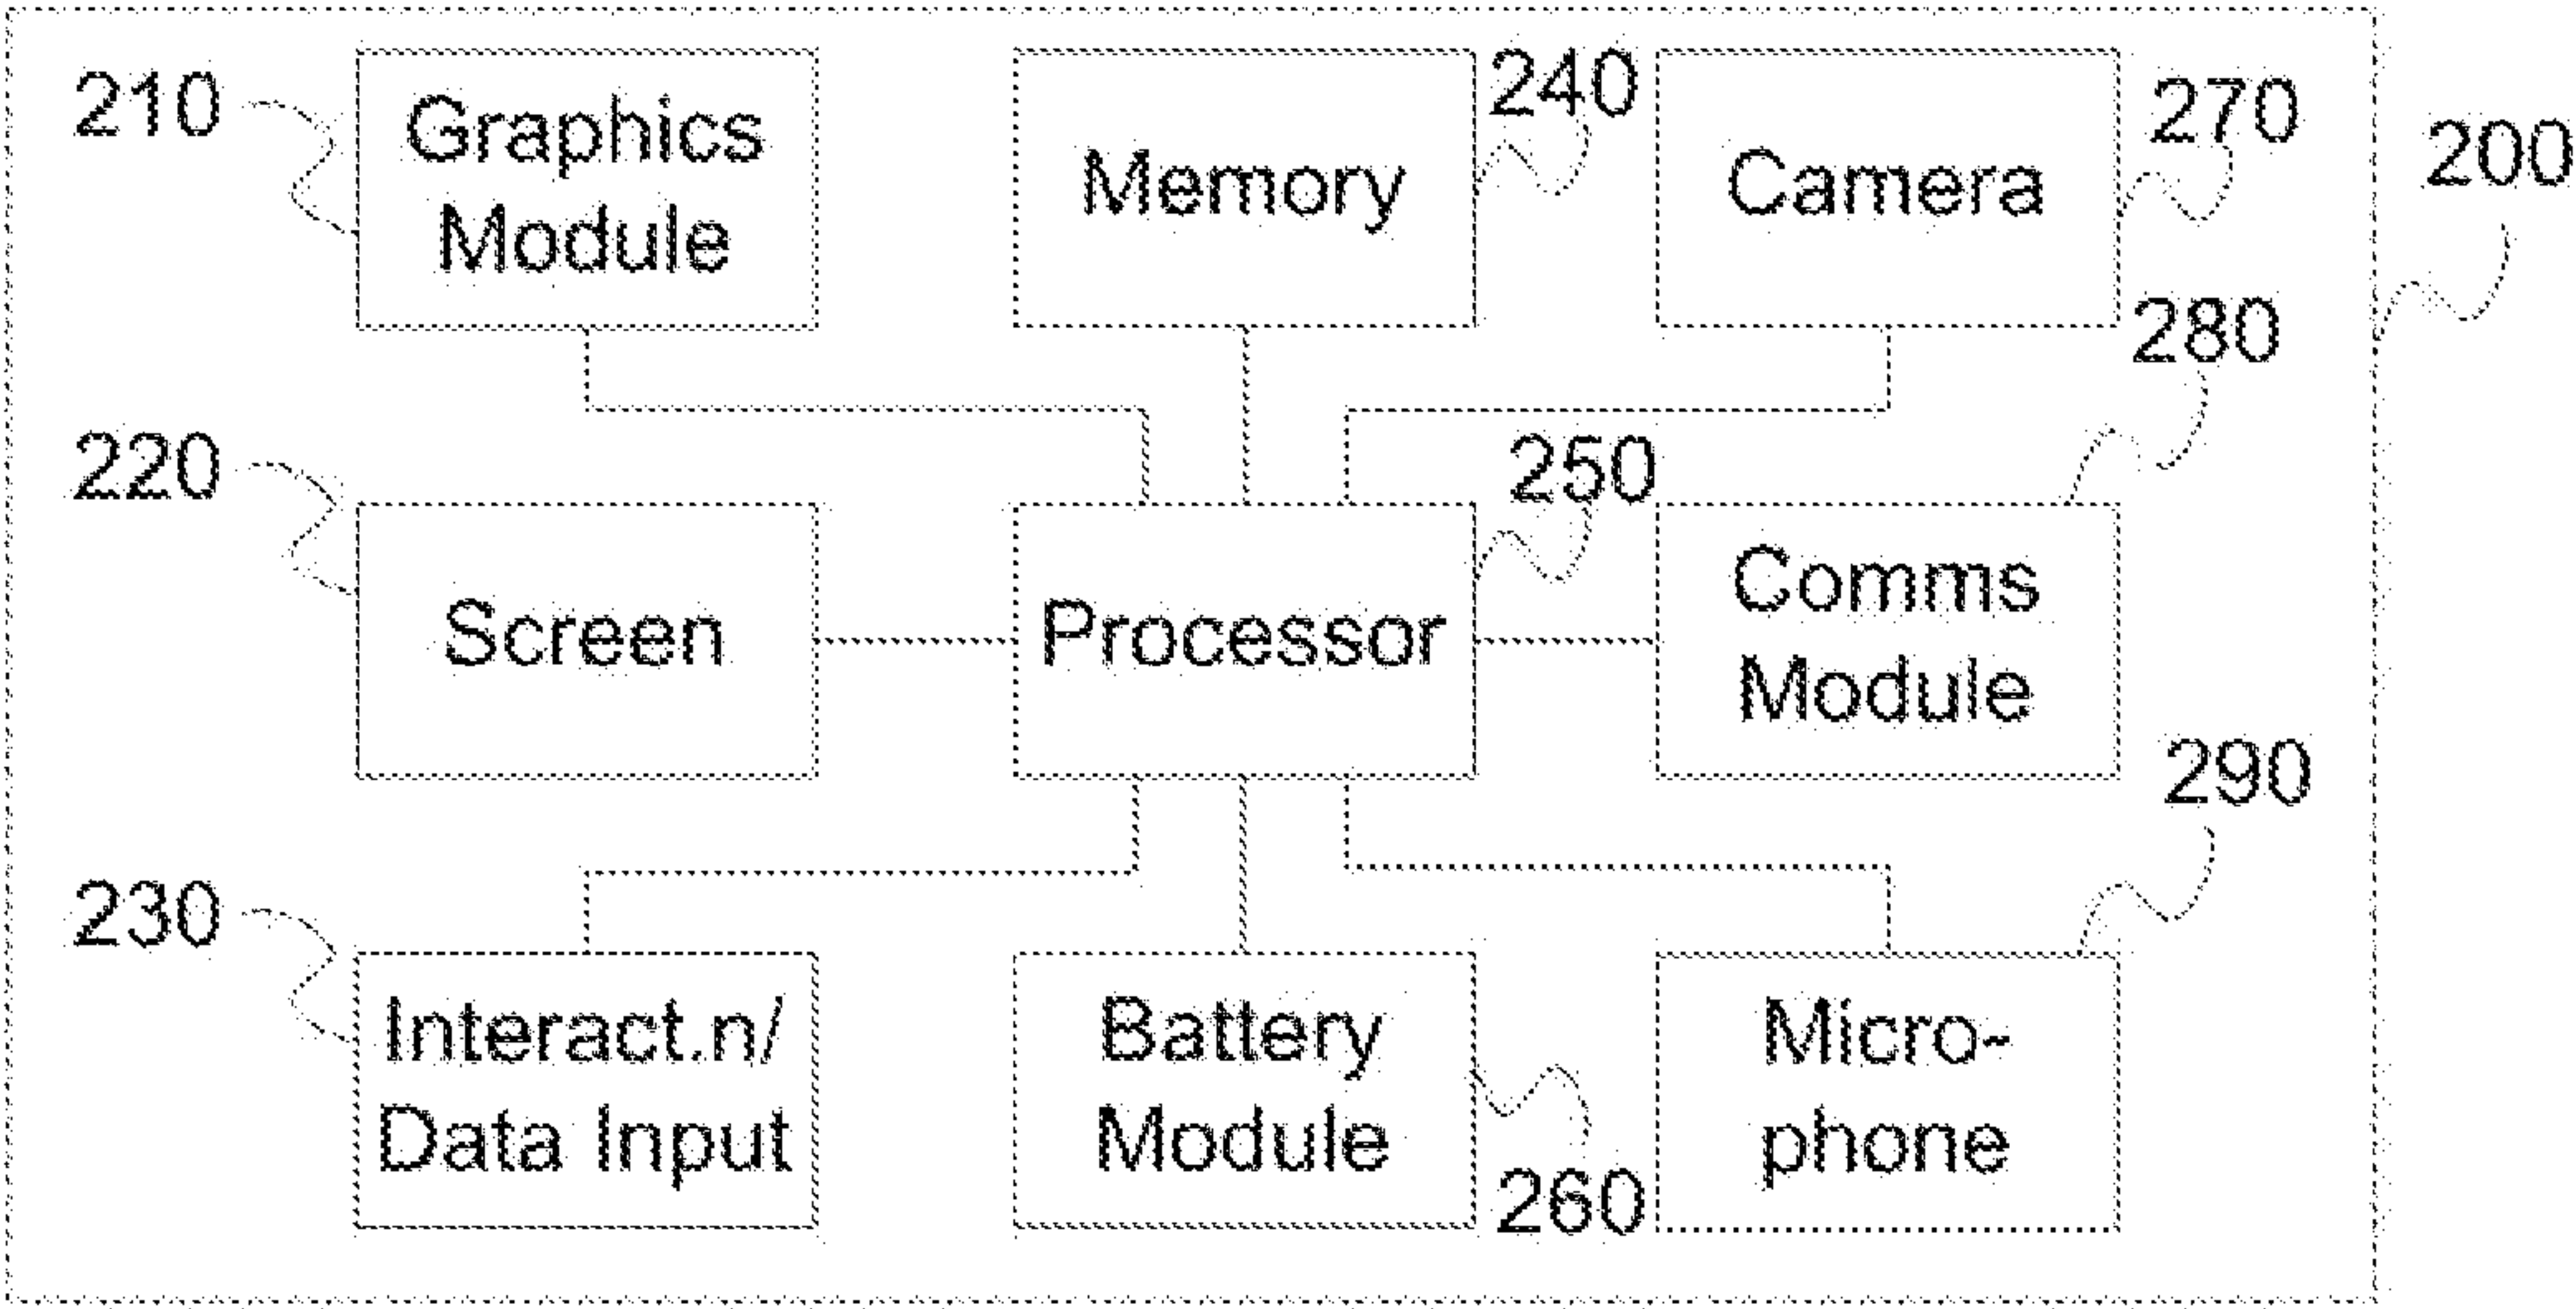 210
Graphics
Module
Memory
240
Camera
270
200
280
220
Screen
250
Processor
Comms
Module
290
230
Interact.n/
Data Input
Battery
Module
260
Micro-
phone